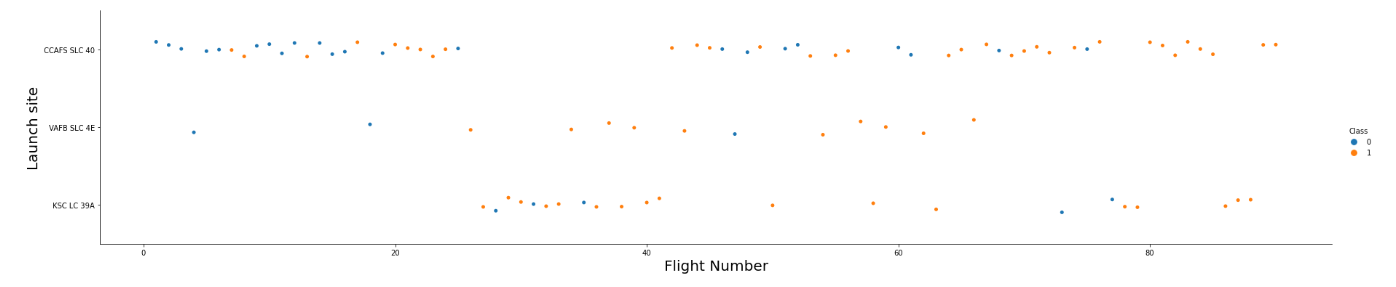 CCAFS SLC 40
VAFB SLC 4E
KSC LC 39A
Launch site
0 20 40 60 80
Flight Number
Class
0
1